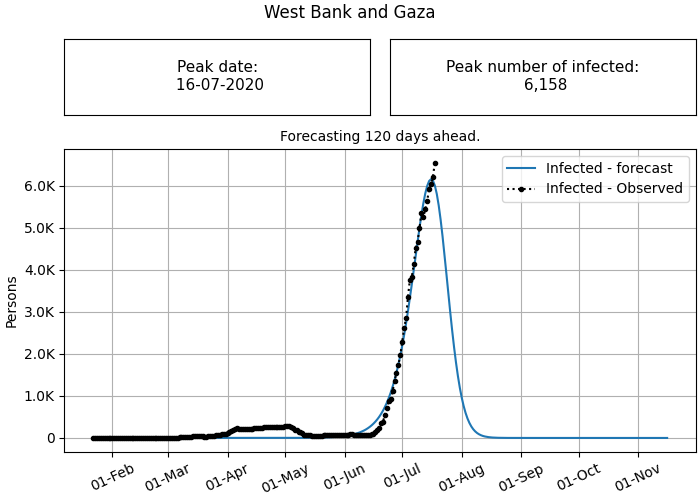 West Bank and Gaza
Peak date:
16-07-2020
Peak number of infected:
6,158
Forecasting 120 days ahead.
Infected - forecast
Infected - Observed
Persons
6.0K
5.0K
4.0K
3.0K
2.0K
1.0K
0
01-Feb
01-Mar
01-Apr
01-May
01-Jun
01-Jul
01-Aug
01-Sep
01-Oct
01-Nov